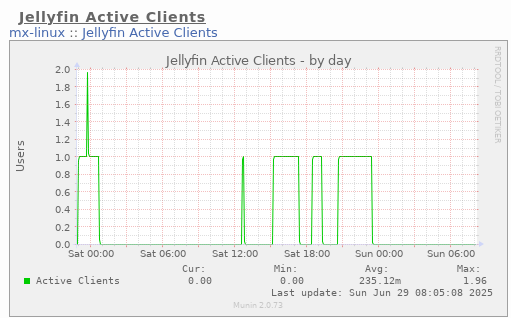 Jellyfin Active Clients
mx-linux :: Jellyfin Active Clients
Jellyfin Active Clients - by day
RRDTOOL / TOBI OETIKER
Users
2.0
1.8
1.6
1.4
1.2
1.0
0.8
0.6
0.4
0.2
0.0
Sat 00:00 Sat 06:00 Sat 12:00 Sat 18:00 Sun 00:00 Sun 06:00
Cur: Min: Avg: Max:
Active Clients 0.00 0.00 235.12m 1.96
Last update: Sun Jun 29 08:05:08 2025
Munin 2.0.73